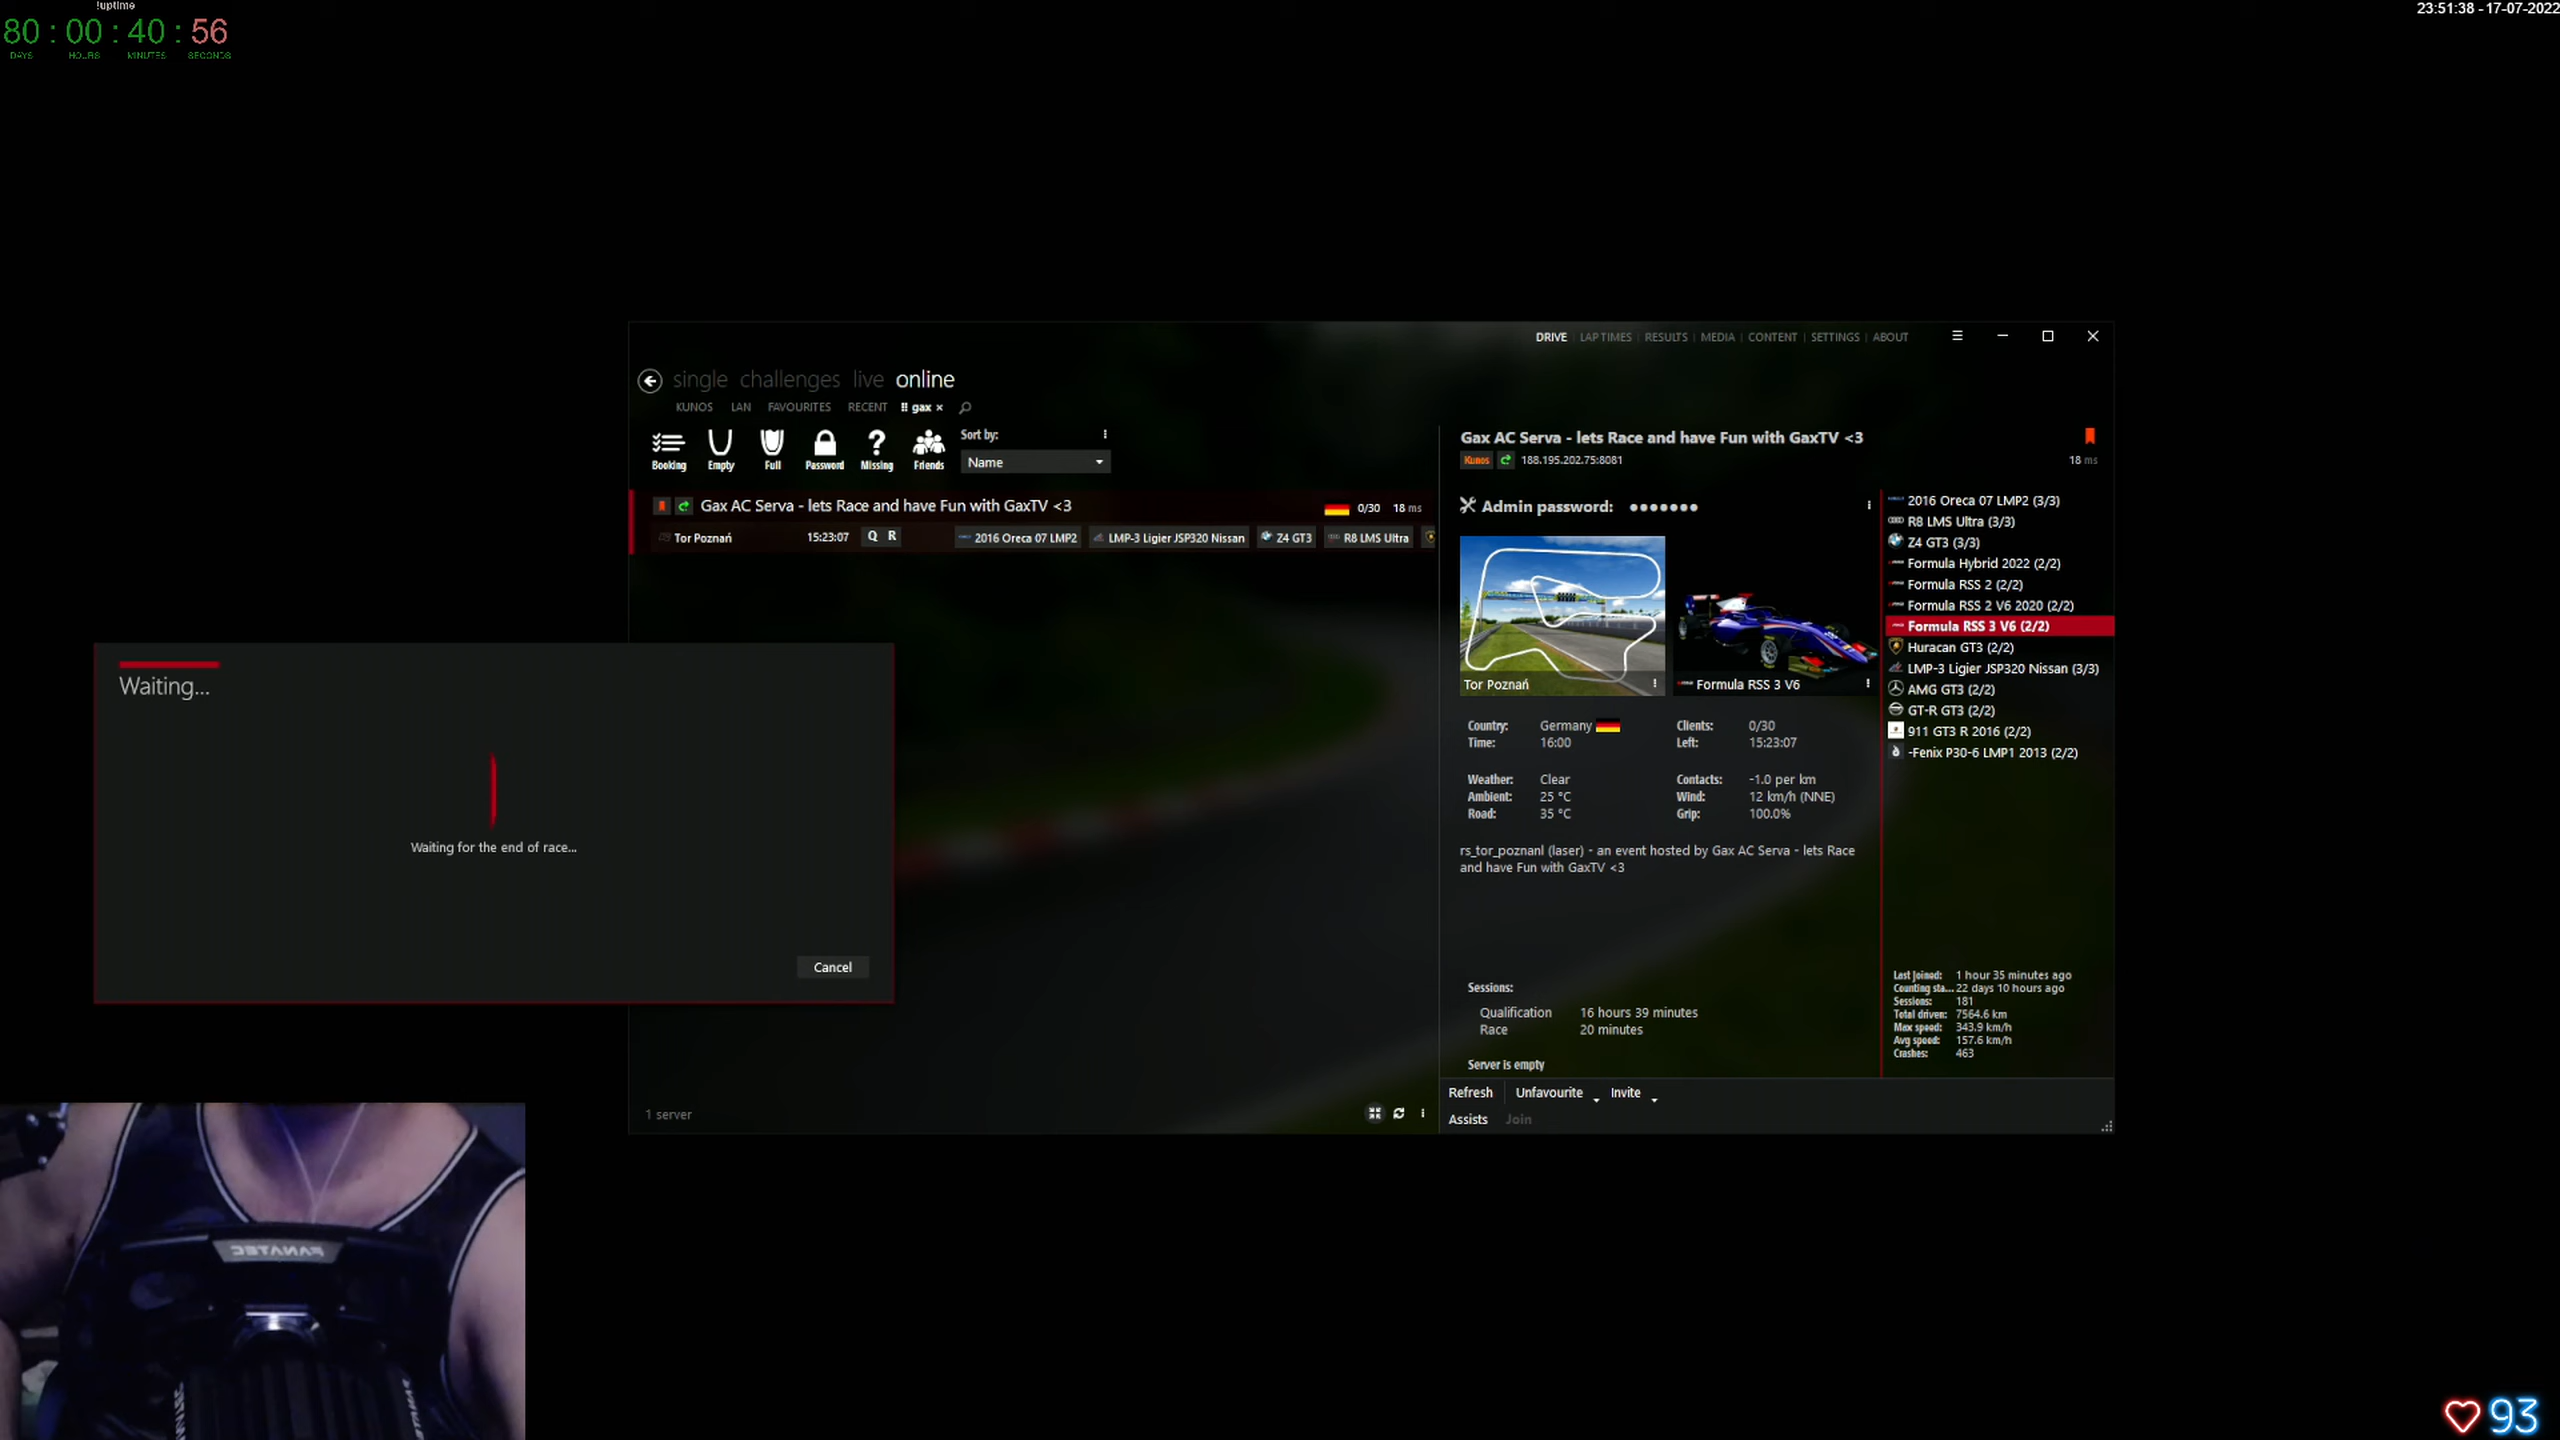 !uptime
80 : 00 : 40 : 56
DAYS HOURS MINUTES SECONDS
23:51:38 - 17-07-2022
DRIVE LAP TIMES RESULTS MEDIA CONTENT SETTINGS ABOUT
single challenges live online
KUNOS LAN FAVOURITES RECENT gax ×
Booking Empty Full Password Missing Friends
Sort by:
Name
Gax AC Serva - lets Race and have Fun with GaxTV <3 0/30 18 ms
Tor Poznań 15:23:07 Q R 2016 Oreca 07 LMP2 LMP-3 Ligier JSP320 Nissan Z4 GT3 R8 LMS Ultra
Waiting...
Waiting for the end of race...
Cancel
1 server
Gax AC Serva - lets Race and have Fun with GaxTV <3
Kunos 188.195.202.75:8081 18 ms
Admin password: •••••••
Tor Poznań
Formula RSS 3 V6
Country: Germany Clients: 0/30
Time: 16:00 Left: 15:23:07
Weather: Clear Contacts: -1.0 per km
Ambient: 25 °C Wind: 12 km/h (NNE)
Road: 35 °C Grip: 100.0%
rs_tor_poznanl (laser) - an event hosted by Gax AC Serva - lets Race
and have Fun with GaxTV <3
Sessions:
Qualification 16 hours 39 minutes
Race 20 minutes
Server is empty
Refresh Unfavourite Invite
Assists Join
2016 Oreca 07 LMP2 (3/3)
R8 LMS Ultra (3/3)
Z4 GT3 (3/3)
Formula Hybrid 2022 (2/2)
Formula RSS 2 (2/2)
Formula RSS 2 V6 2020 (2/2)
Formula RSS 3 V6 (2/2)
Huracan GT3 (2/2)
LMP-3 Ligier JSP320 Nissan (3/3)
AMG GT3 (2/2)
GT-R GT3 (2/2)
911 GT3 R 2016 (2/2)
-Fenix P30-6 LMP1 2013 (2/2)
Last Joined: 1 hour 35 minutes ago
Counting sta... 22 days 10 hours ago
Sessions: 181
Total driven: 7564.6 km
Max speed: 343.9 km/h
Avg speed: 157.6 km/h
Crashes: 463
FANATEC
93